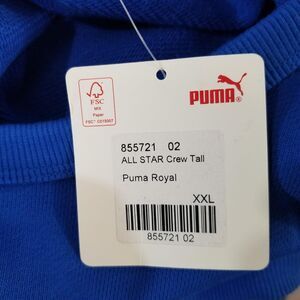 FSC
MIX
Paper
PUMA
855721 02
ALL STAR Crew Tall
Puma Royal
XXL
855721 02